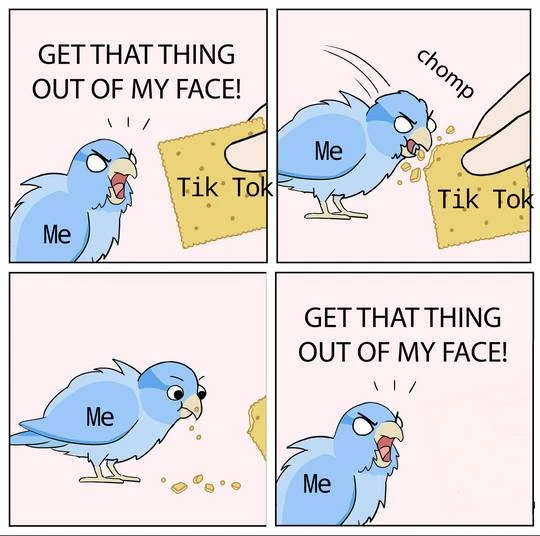 GET THAT THING
OUT OF MY FACE!
Tik Tok
Me
chomp
Me
Tik Tok
Me
GET THAT THING
OUT OF MY FACE!
Me